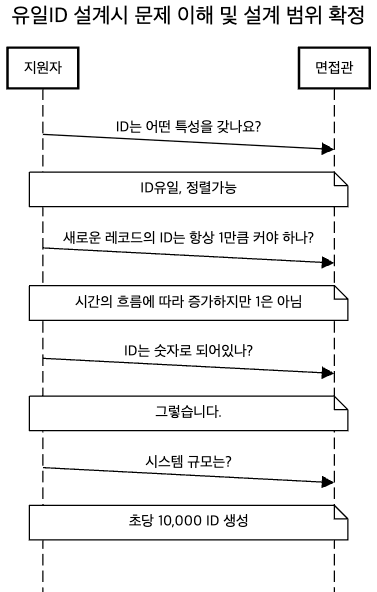 유일ID 설계시 문제 이해 및 설계 범위 확정
지원자
면접관
ID는 어떤 특성을 갖나요?
ID유일, 정렬가능
새로운 레코드의 ID는 항상 1만큼 커야 하나?
시간의 흐름에 따라 증가하지만 1은 아님
ID는 숫자로 되어있나?
그렇습니다.
시스템 규모는?
초당 10,000 ID 생성